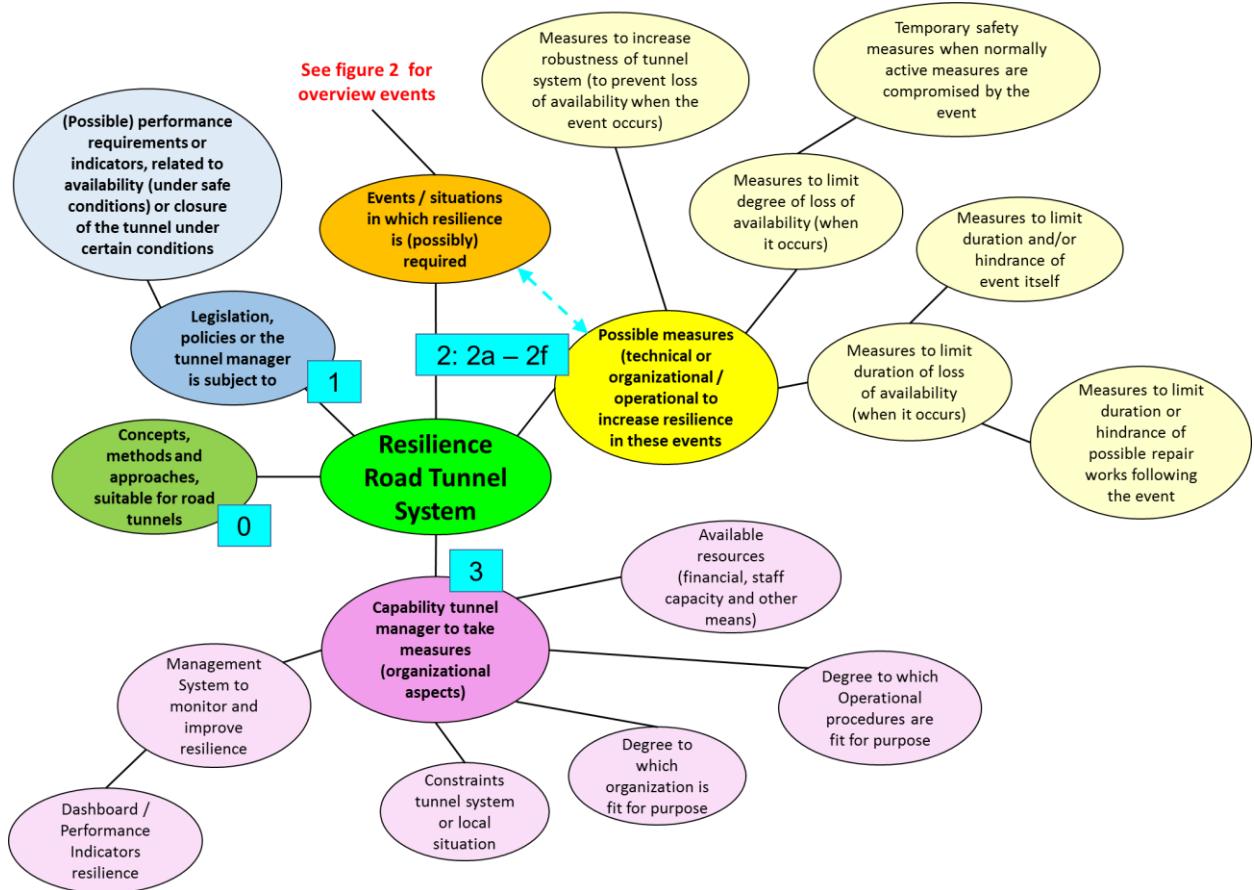 Measures to increase
robustness of tunnel
system (to prevent loss
of availability when the
event occurs)
Temporary safety
measures when normally
active measures are
compromised by the
event
See figure 2 for
overview events
(Possible) performance
requirements or
indicators, related to
availability (under safe
conditions) or closure
of the tunnel under
certain conditions
Events / situations
in which resilience
is (possibly)
required
Measures to limit
degree of loss of
availability (when
it occurs)
Measures to limit
duration and/or
hindrance of
event itself
Legislation,
policies or the
tunnel manager
is subject to
1
2: 2a – 2f
Possible measures
(technical or
organizational /
operational to
increase resilience
in these events
Measures to limit
duration of loss
of availability
(when it occurs)
Measures to limit
duration or
hindrance of
possible repair
works following
the event
Concepts,
methods and
approaches,
suitable for road
tunnels
0
Resilience
Road Tunnel
System
3
Capability tunnel
manager to take
measures
(organizational
aspects)
Available
resources
(financial, staff
capacity and other
means)
Management
System to
monitor and
improve
resilience
Degree to which
Operational
procedures are
fit for purpose
Degree to
which
organization is
fit for purpose
Constraints
tunnel system
or local
situation
Dashboard /
Performance
Indicators
resilience